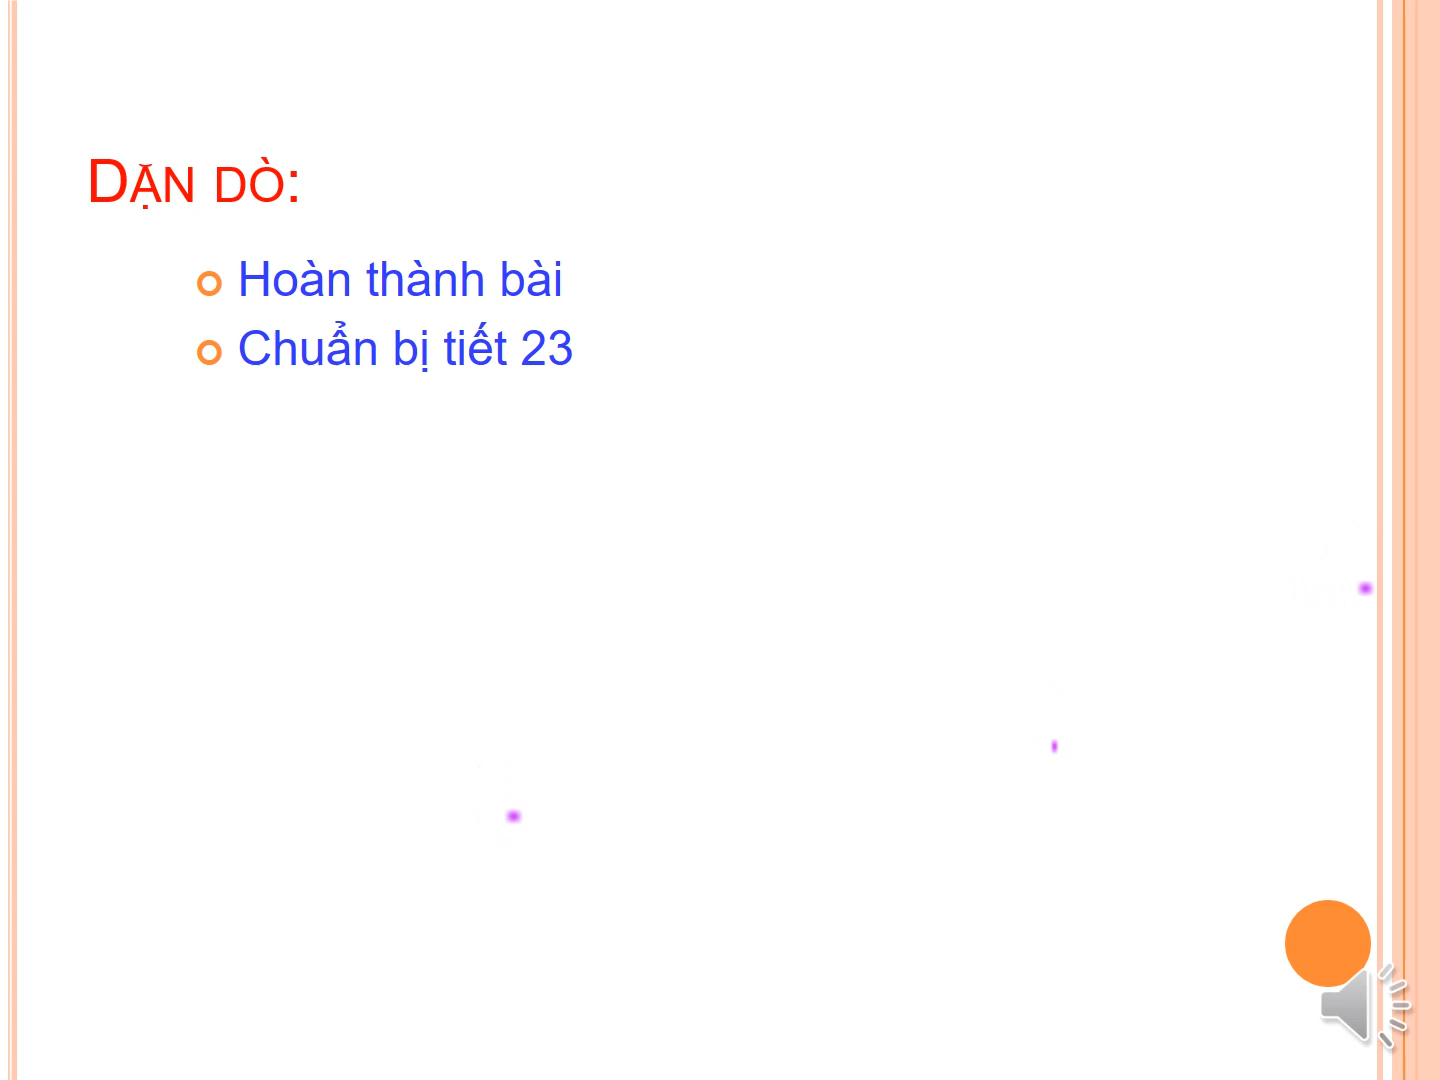 DẶN DÒ:
Hoàn thành bài
Chuẩn bị tiết 23